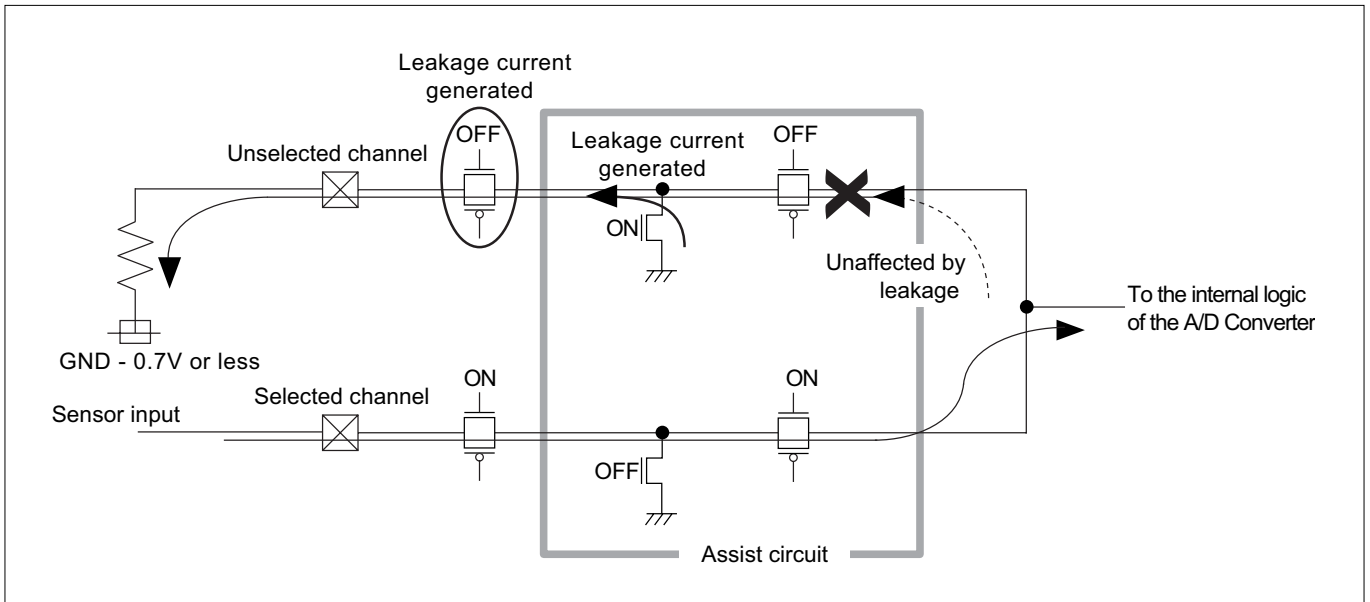 Leakage current
generated
OFF
Unselected channel
Leakage current
generated
OFF
ON
Unaffected by
leakage
To the internal logic
of the A/D Converter
GND - 0.7V or less
Selected channel
ON
ON
Sensor input
OFF
Assist circuit